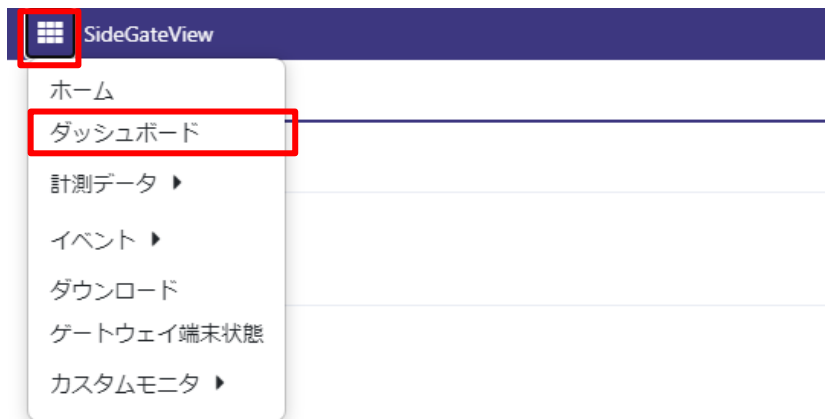 SideGateView
ホーム
ダッシュボード
計測データ
イベント
ダウンロード
ゲートウェイ端末状態
カスタムモニタ